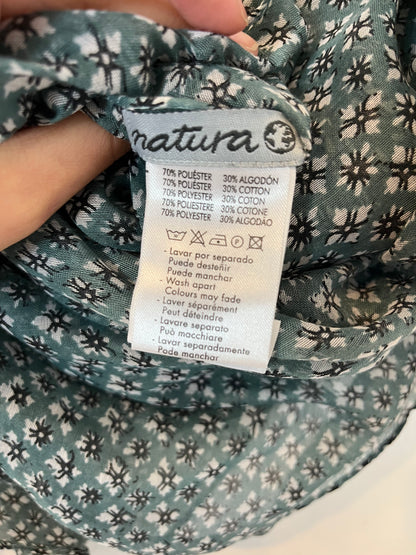 natura
70% POLIÉSTER 30% ALGODÓN
70% POLYESTER 30% COTTON
70% POLYESTER 30% COTON
70% POLIESTERE 30% COTONE
70% POLYESTER 30% ALGODÃO
- Lavar por separado
Puede desteñir
Puede manchar
- Wash apart
Colours may fade
- Laver séparément
Peut déteindre
- Lavare separato
Può macchiare
- Lavar separadamente
Pode manchar